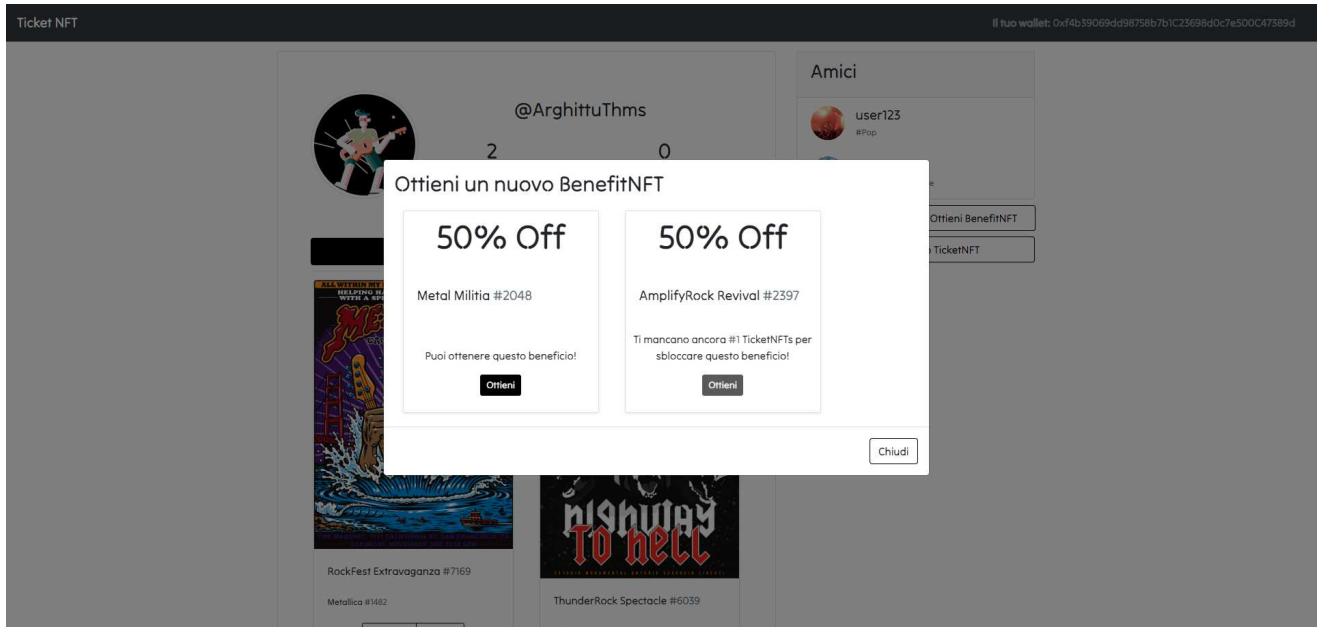 Ticket NFT
Il tuo wallet: 0xf4b39069dd98758b7b1C23698d0c7e500C47389d
@ArghittuThms
2
0
Amici
user123
#Pop
Ottieni BenefitNFT
TicketNFT
Ottieni un nuovo BenefitNFT
50% Off
Metal Militia #2048
Puoi ottenere questo beneficio!
Ottieni
50% Off
AmplifyRock Revival #2397
Ti mancano ancora #1 TicketNFTs per
sbloccare questo beneficio!
Ottieni
Chiudi
HIGHWAY
TO HELL
RockFest Extravaganza #7169
Metallica #1482
ThunderRock Spectacle #6039